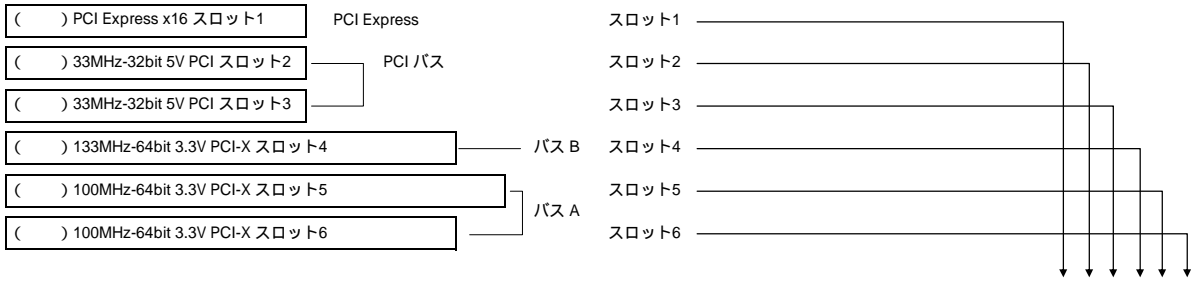 (　　) PCI Express x16 スロット1　PCI Express　スロット1
(　　) 33MHz-32bit 5V PCI スロット2　PCI バス　スロット2
(　　) 33MHz-32bit 5V PCI スロット3　スロット3
(　　) 133MHz-64bit 3.3V PCI-X スロット4　バス B　スロット4
(　　) 100MHz-64bit 3.3V PCI-X スロット5　スロット5
バス A
(　　) 100MHz-64bit 3.3V PCI-X スロット6　スロット6